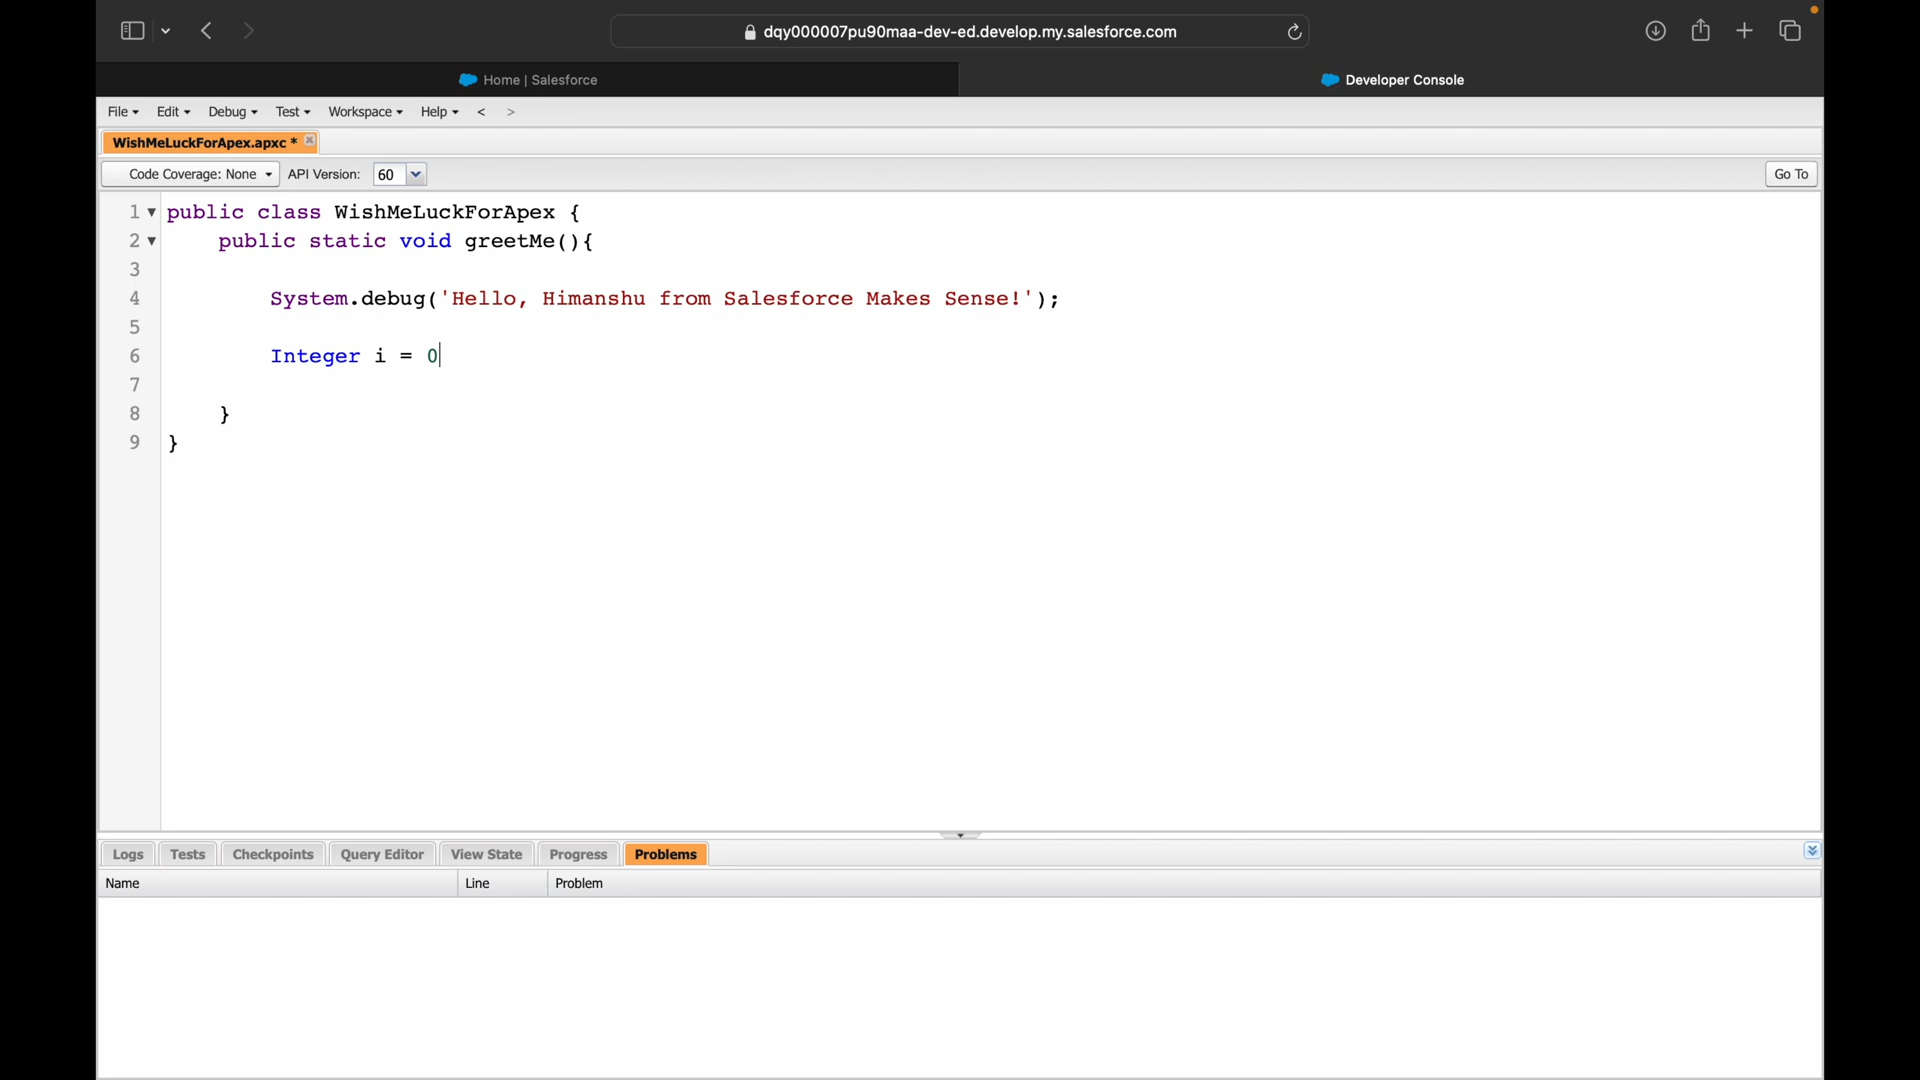 dqy000007pu90maa-dev-ed.develop.my.salesforce.com
Home | Salesforce
Developer Console
File Edit Debug Test Workspace Help < >
WishMeLuckForApex.apxc *
Code Coverage: None API Version: 60 Go To
1 public class WishMeLuckForApex {
2 public static void greetMe(){
3
4 System.debug('Hello, Himanshu from Salesforce Makes Sense!');
5
6 Integer i = 0
7
8 }
9 }
Logs Tests Checkpoints Query Editor View State Progress Problems
Name Line Problem